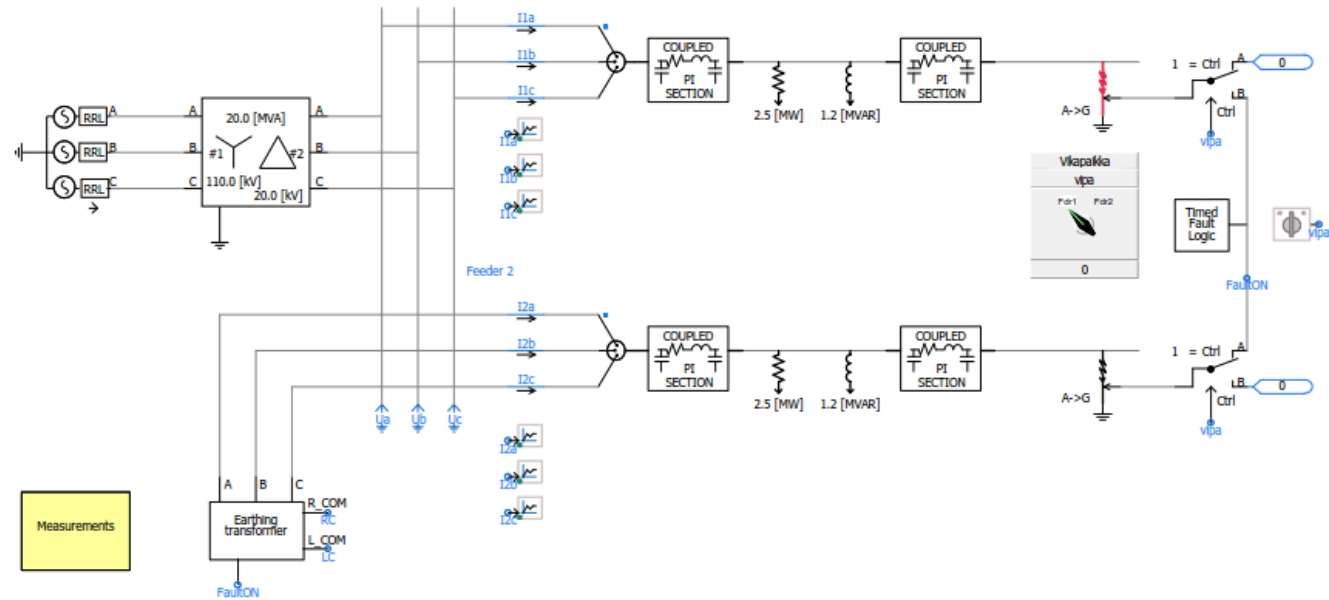 I1a
I1b
I1c
COUPLED
PI
SECTION
2.5 [MW]
1.2 [MVAR]
COUPLED
PI
SECTION
A->G
1 = Ctrl
A
B
0
Ctrl
vipa
RRL
A
RRL
B
RRL
C
A
B
C
20.0 [MVA]
#1
#2
110.0 [kV]
20.0 [kV]
A
B
C
I1a
I1b
I1c
Vikapaikka
vipa
Fdr1
Fdr2
0
Timed
Fault
Logic
vipa
FaultON
Feeder 2
I2a
I2b
I2c
COUPLED
PI
SECTION
2.5 [MW]
1.2 [MVAR]
COUPLED
PI
SECTION
A->G
1 = Ctrl
A
B
0
Ctrl
vipa
Ua
Ub
Uc
I2a
I2b
I2c
Measurements
A
B
C
Earthing
transformer
R_COM
RC
L_COM
LC
FaultON